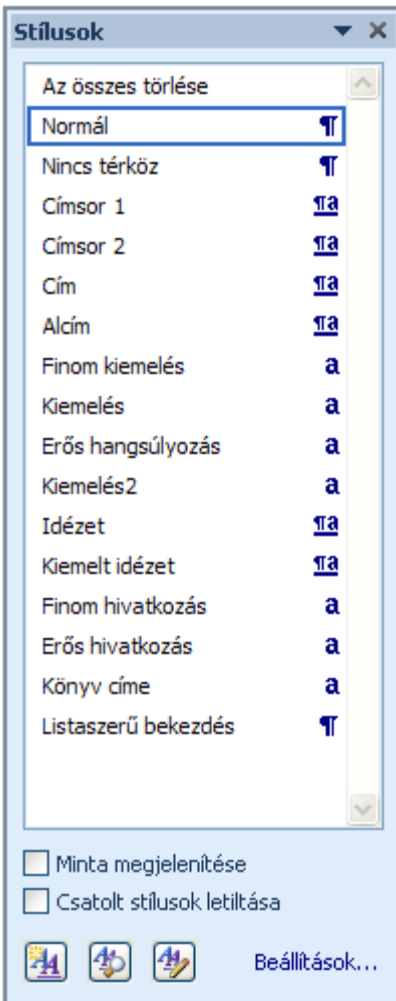 Stílusok
Az összes törlése
Normál ¶
Nincs térköz ¶
Címsor 1 ¶a
Címsor 2 ¶a
Cím ¶a
Alcím ¶a
Finom kiemelés a
Kiemelés a
Erős hangsúlyozás a
Kiemelés2 a
Idézet ¶a
Kiemelt idézet ¶a
Finom hivatkozás a
Erős hivatkozás a
Könyv címe a
Listaszerű bekezdés ¶
Minta megjelenítése
Csatolt stílusok letiltása
Beállítások...